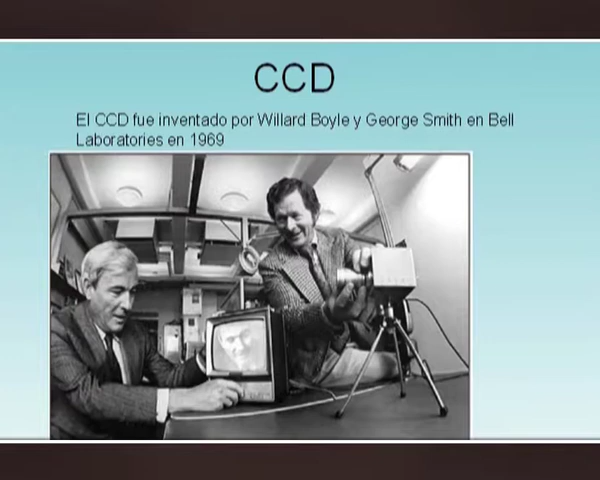 CCD
El CCD fue inventado por Willard Boyle y George Smith en Bell
Laboratories en 1969